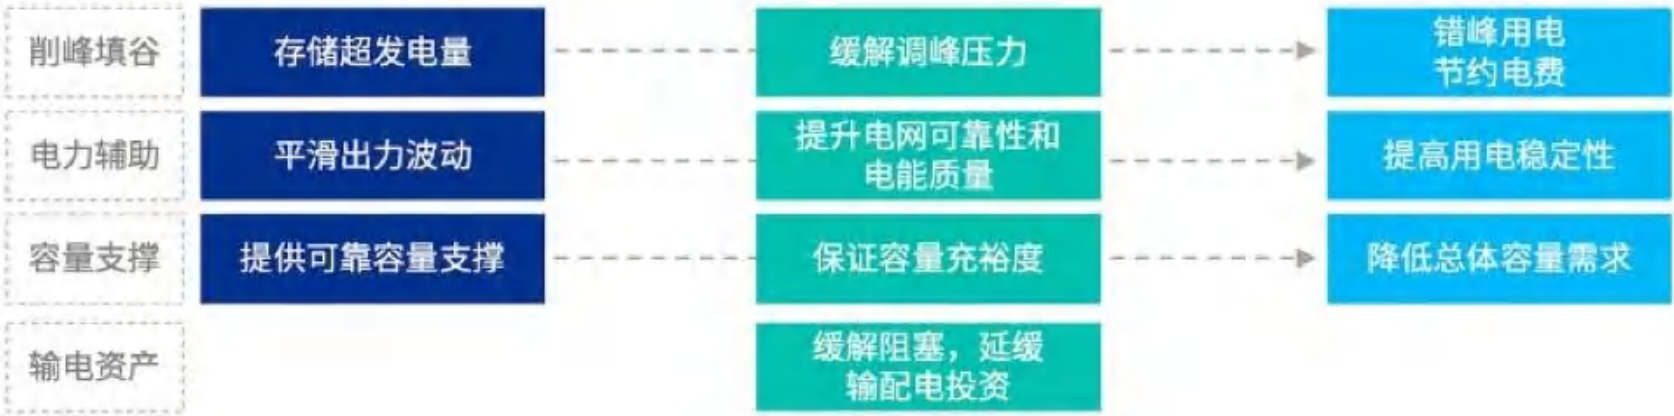 削峰填谷
存储超发电量
缓解调峰压力
错峰用电
节约电费
电力辅助
平滑出力波动
提升电网可靠性和
电能质量
提高用电稳定性
容量支撑
提供可靠容量支撑
保证容量充裕度
降低总体容量需求
输电资产
缓解阻塞，延缓
输配电投资